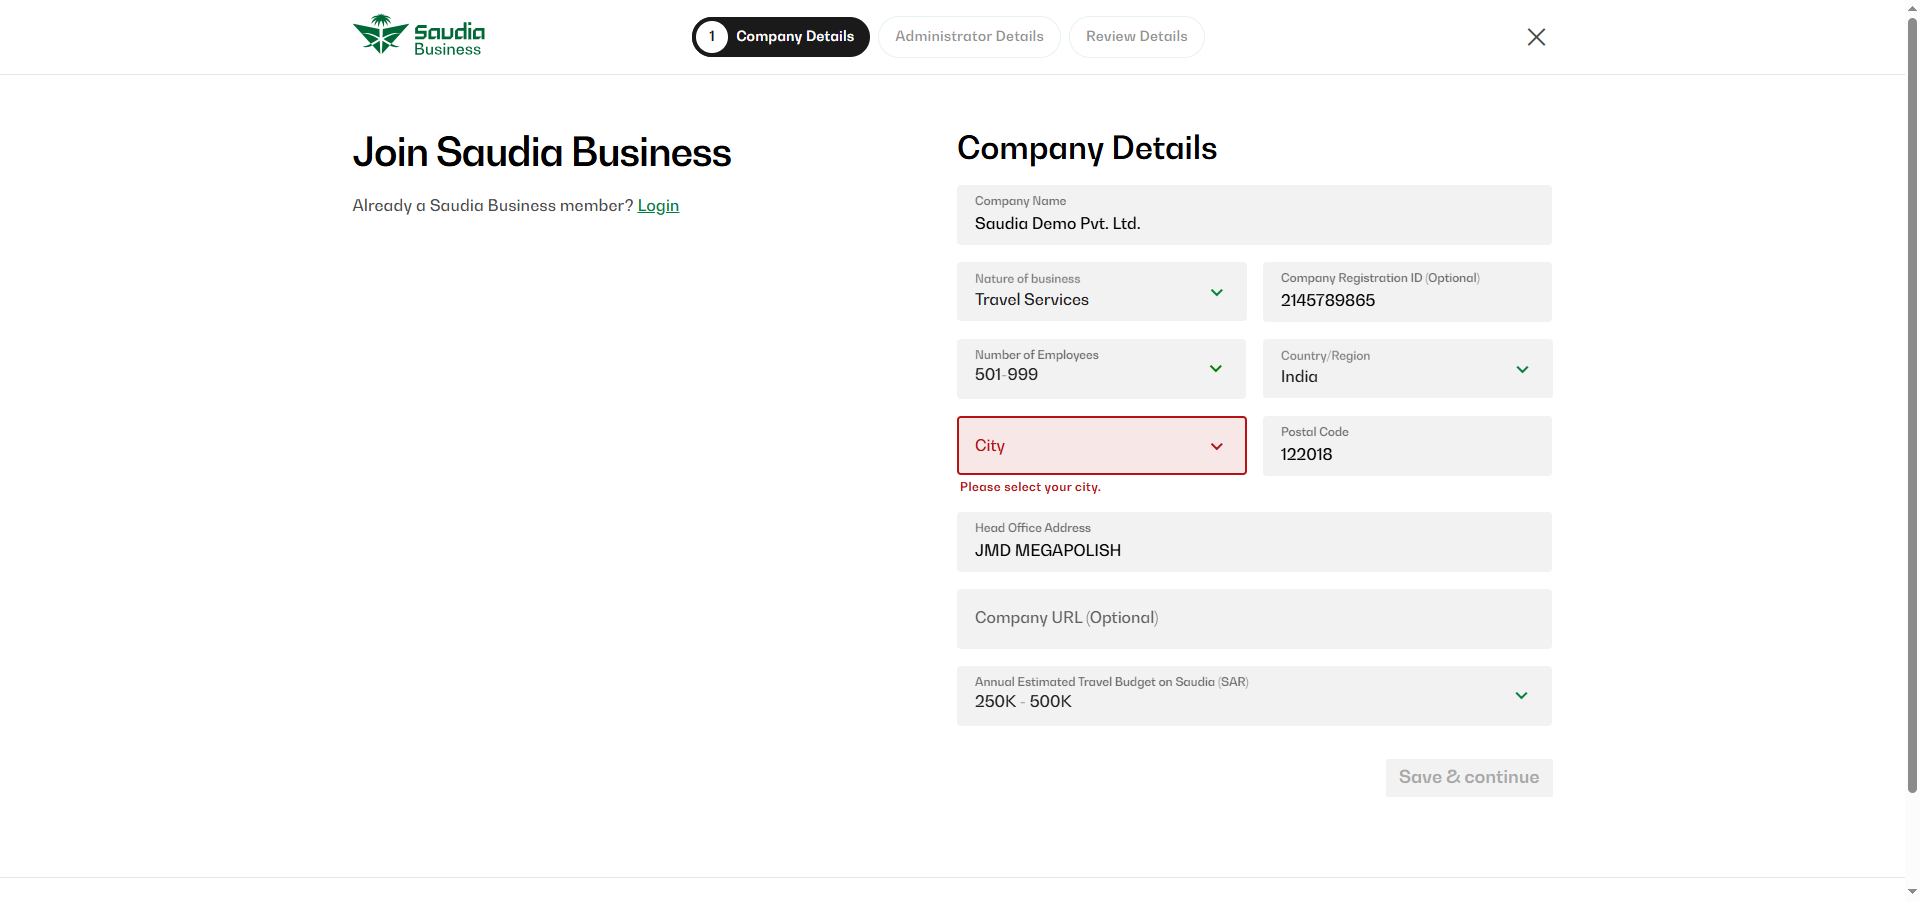 Saudia
Business
1 Company Details
Administrator Details
Review Details
Join Saudia Business
Already a Saudia Business member? Login
Company Details
Company Name
Saudia Demo Pvt. Ltd.
Nature of business
Travel Services
Company Registration ID (Optional)
2145789865
Number of Employees
501-999
Country/Region
India
City
Please select your city.
Postal Code
122018
Head Office Address
JMD MEGAPOLISH
Company URL (Optional)
Annual Estimated Travel Budget on Saudia (SAR)
250K - 500K
Save & continue